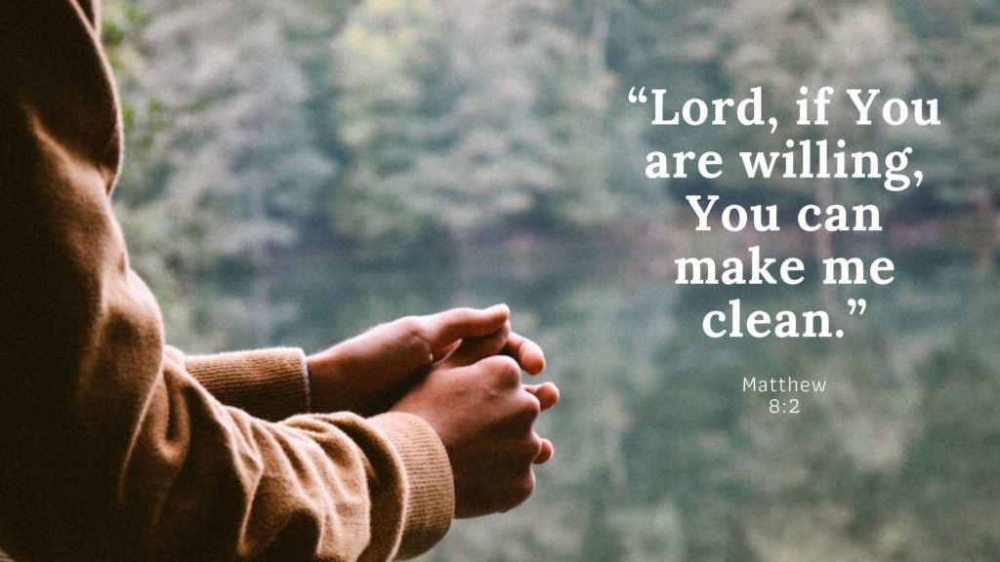 “Lord, if You
are willing,
You can
make me
clean.”
Matthew
8:2